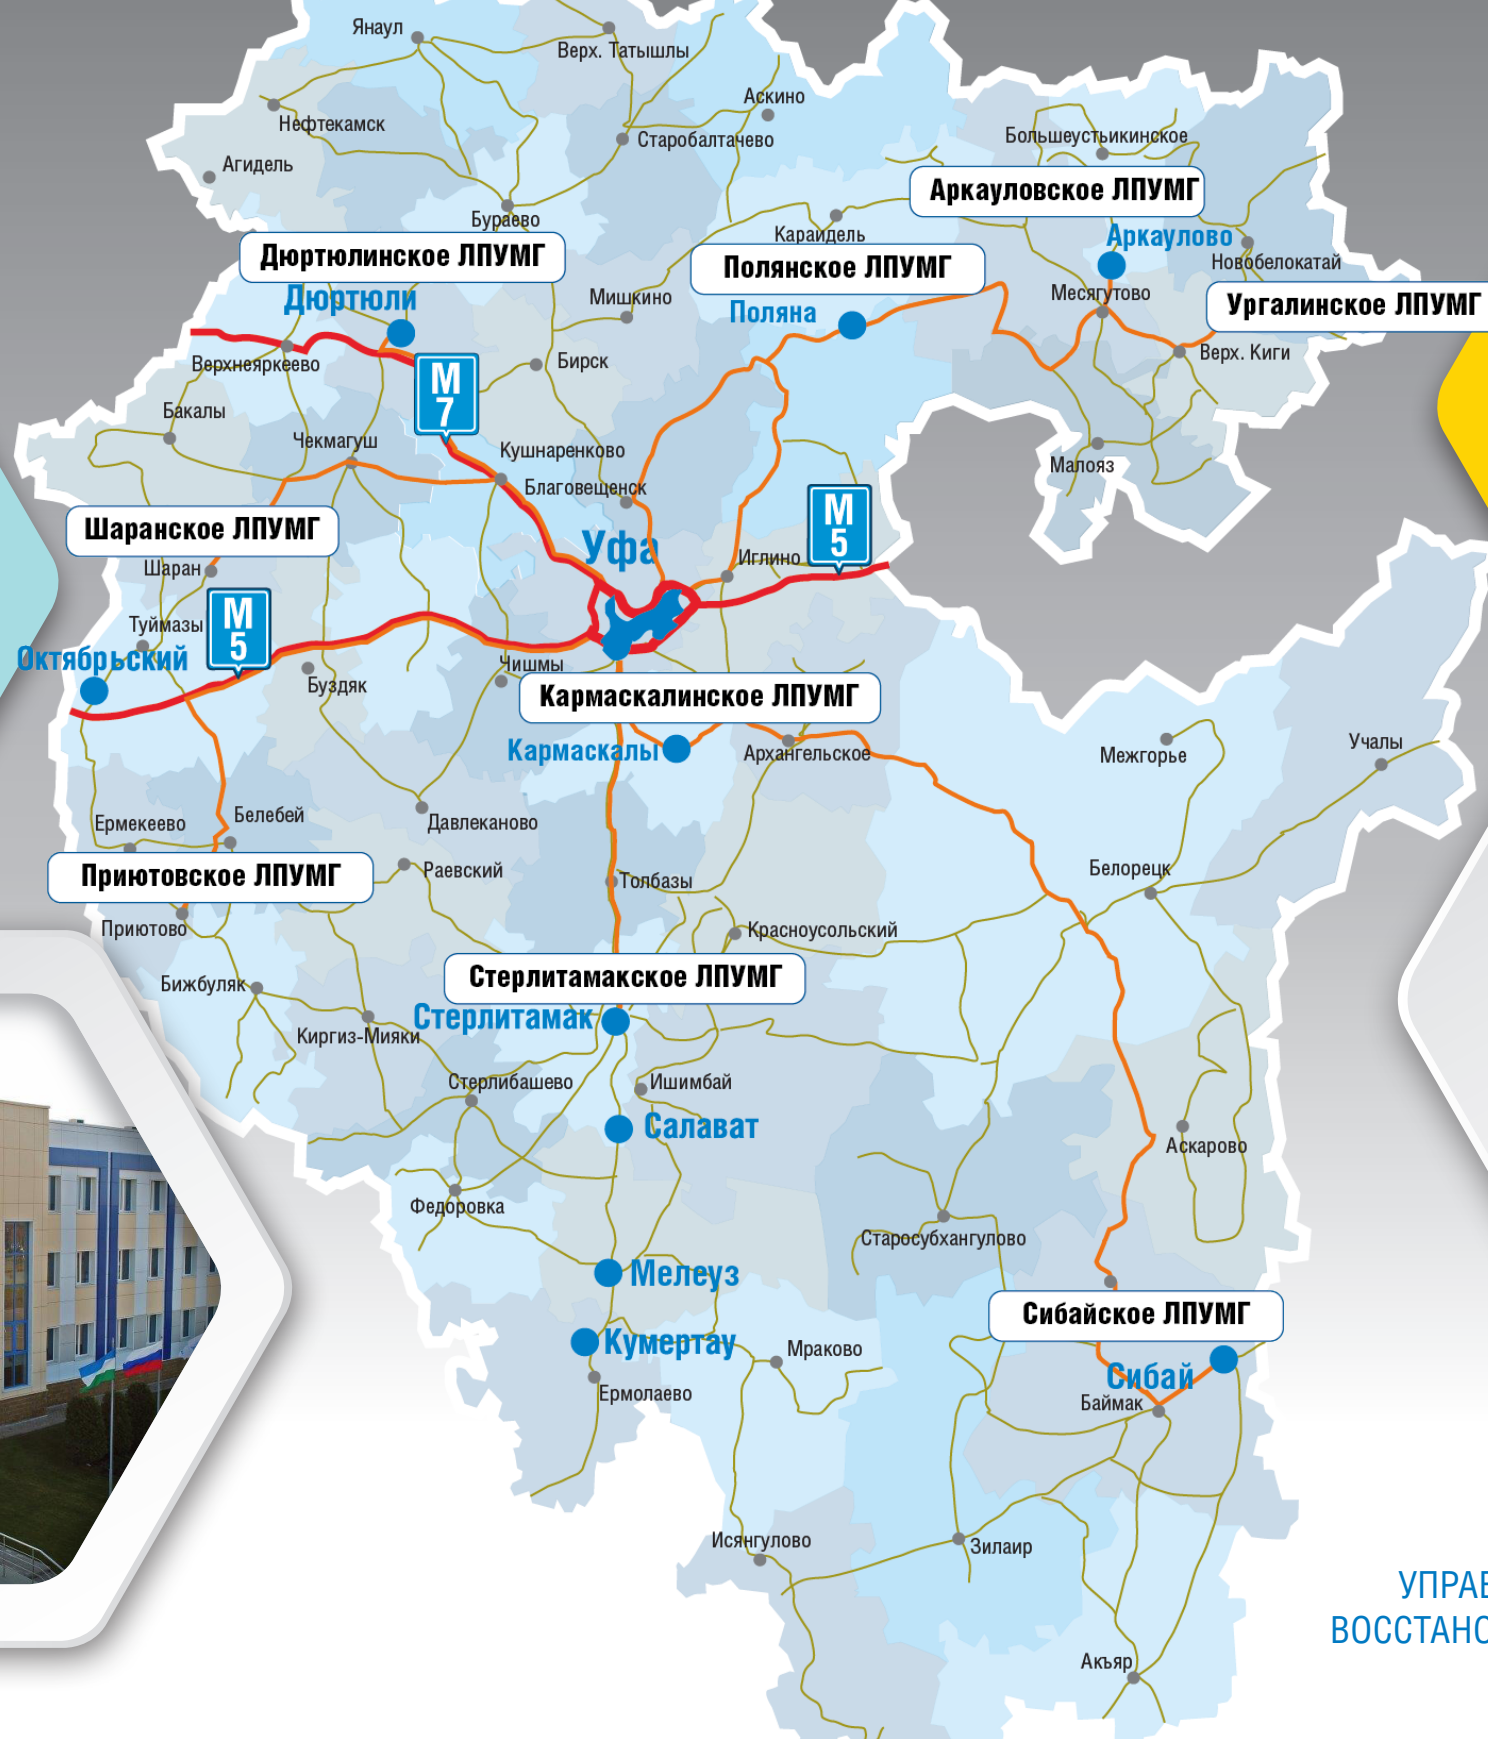 Янаул
Верх. Татышлы
Аскино
Нефтекамск
Старобалтачево
Большеустьикинское
Агидель
Аркауловское ЛПУМГ
Бураево
Караидель
Аркаулово
Дюртюлинское ЛПУМГ
Полянское ЛПУМГ
Новобелокатай
Дюртюли
Мишкино
Месягутово
Поляна
Ургалинское ЛПУМГ
Верхнеяркеево
Бирск
Верх. Киги
М
7
Бакалы
Чекмагуш
Кушнаренково
Малояз
Благовещенск
Шаранское ЛПУМГ
М
5
Уфа
Иглино
Шаран
Туймазы
М
5
Октябрьский
Чишмы
Буздяк
Кармаскалинское ЛПУМГ
Кармаскалы
Архангельское
Межгорье
Учалы
Ермекеево
Белебей
Давлеканово
Приютовское ЛПУМГ
Раевский
Толбазы
Белорецк
Приютово
Красноусольский
Стерлитамакское ЛПУМГ
Бижбуляк
Стерлитамак
Киргиз-Мияки
Стерлибашево
Ишимбай
Салават
Аскарово
Федоровка
Старосубхангулово
Мелеуз
Сибайское ЛПУМГ
Кумертау
Мраково
Сибай
Ермолаево
Баймак
Исянгулово
Зилаир
УПРАВ
ВОССТАНО
Акъяр